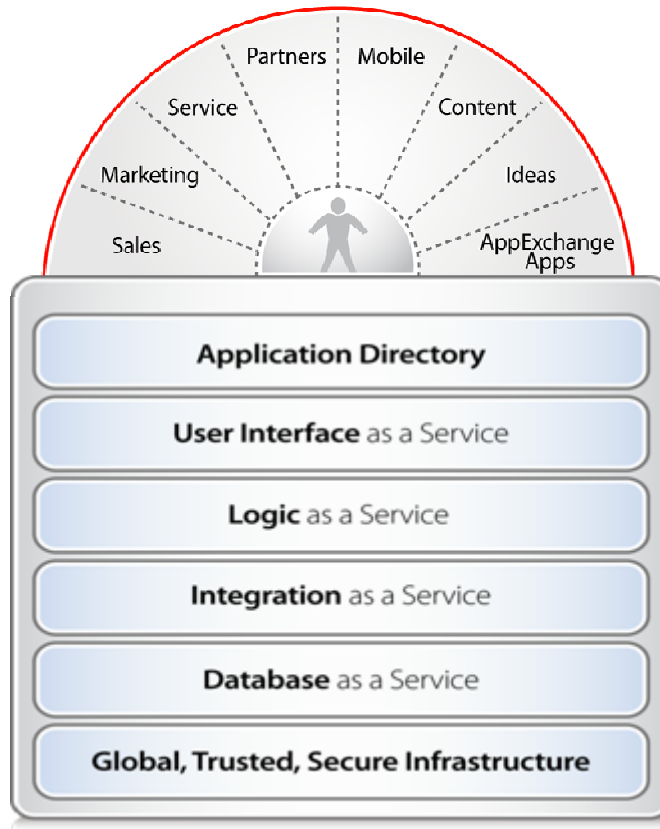 Partners
Mobile
Service
Content
Marketing
Ideas
Sales
AppExchange
Apps
Application Directory
User Interface as a Service
Logic as a Service
Integration as a Service
Database as a Service
Global, Trusted, Secure Infrastructure